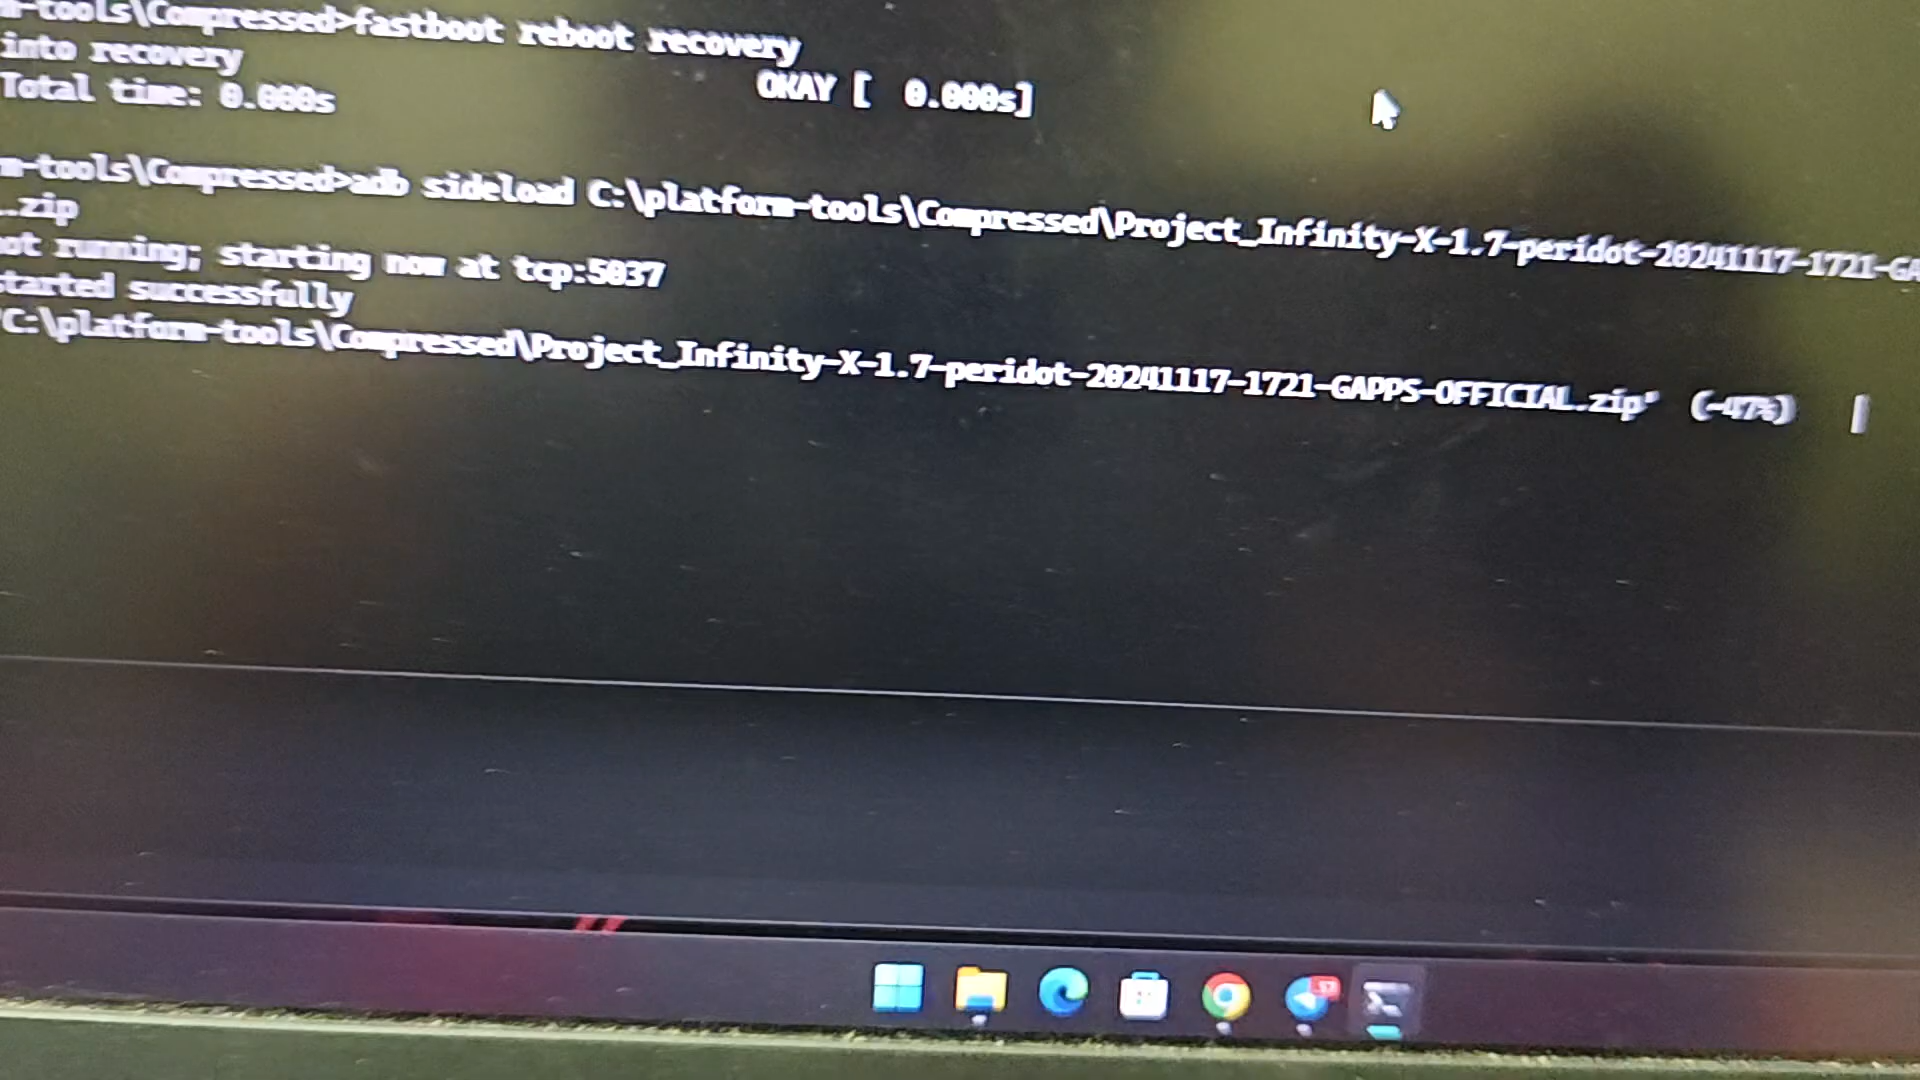 m-tools\Compressed>fastboot reboot recovery
into recovery
OKAY [ 0.000s]
Total time: 0.000s
m-tools\Compressed>adb sideload C:\platform-tools\Compressed\Project_Infinity-X-1.7-peridot-20241117-1721-GA
.zip
ot running; starting now at tcp:5037
tarted successfully
'C:\platform-tools\Compressed\Project_Infinity-X-1.7-peridot-20241117-1721-GAPPS-OFFICIAL.zip' (~47%)